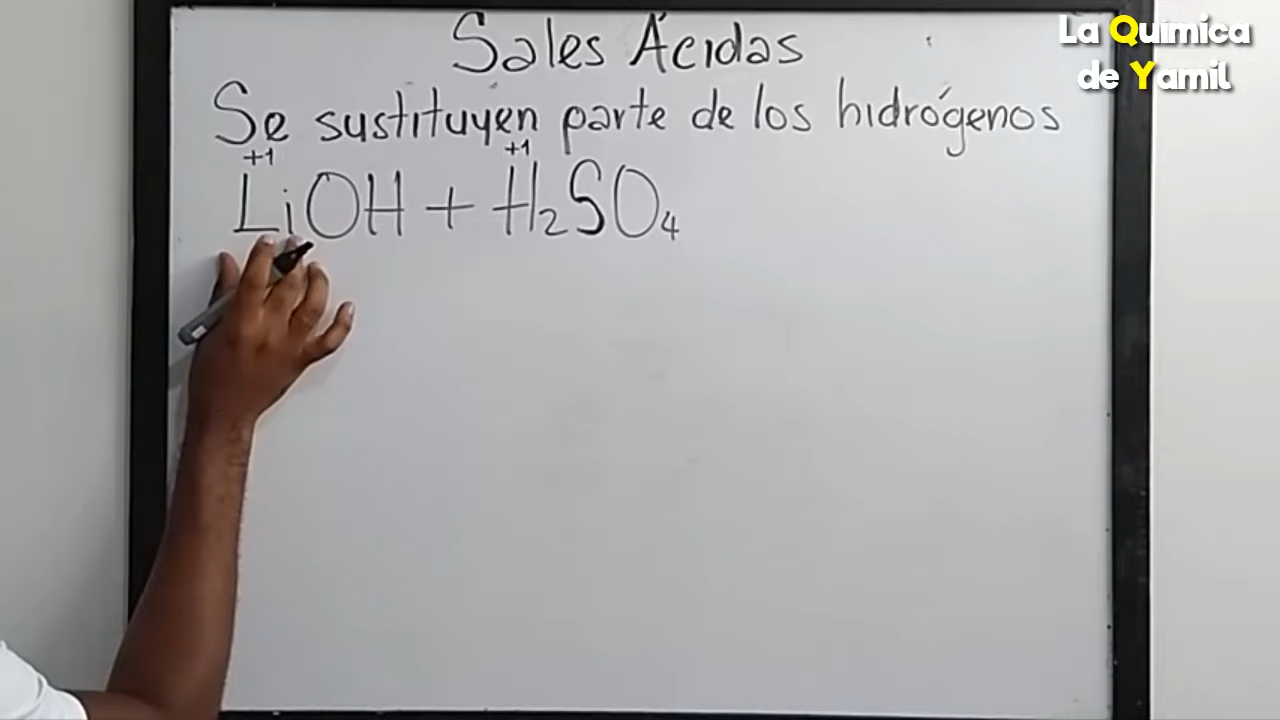 La Química
de Yamil
Sales Ácidas
Se sustituyen parte de los hidrógenos
+1 +1
LiOH + H₂SO₄